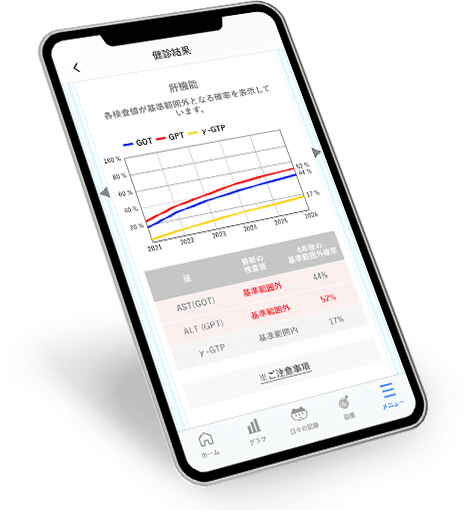 健診結果
肝機能
各検査値が基準範囲外となる確率を表示して
います。
GOT GPT γ-GTP
100 %
80 %
60 %
40 %
20 %
52 %
44 %
17 %
2021 2022 2023 2024 2025 2026
値 最新の検査値 5年後の基準範囲外確率
AST(GOT) 基準範囲外 44%
ALT (GPT) 基準範囲外 52%
γ-GTP 基準範囲内 17%
※ご注意事項
ホーム グラフ 日々の記録 目標 メニュー